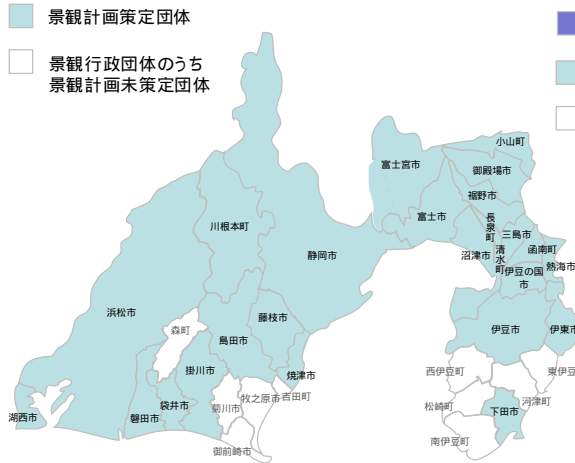 景観計画策定団体
景観行政団体のうち
景観計画未策定団体
小山町
富士宮市
御殿場市
裾野市
富士市
長泉町
三島市
川根本町
清水町
函南町
静岡市
沼津市
熱海市
伊豆の国
市
浜松市
藤枝市
伊豆市
伊東市
森町
島田市
掛川市
焼津市
西伊豆町
東伊豆
牧之原市
吉田町
菊川市
袋井市
河津町
湖西市
磐田市
松崎町
下田市
御前崎市
南伊豆町